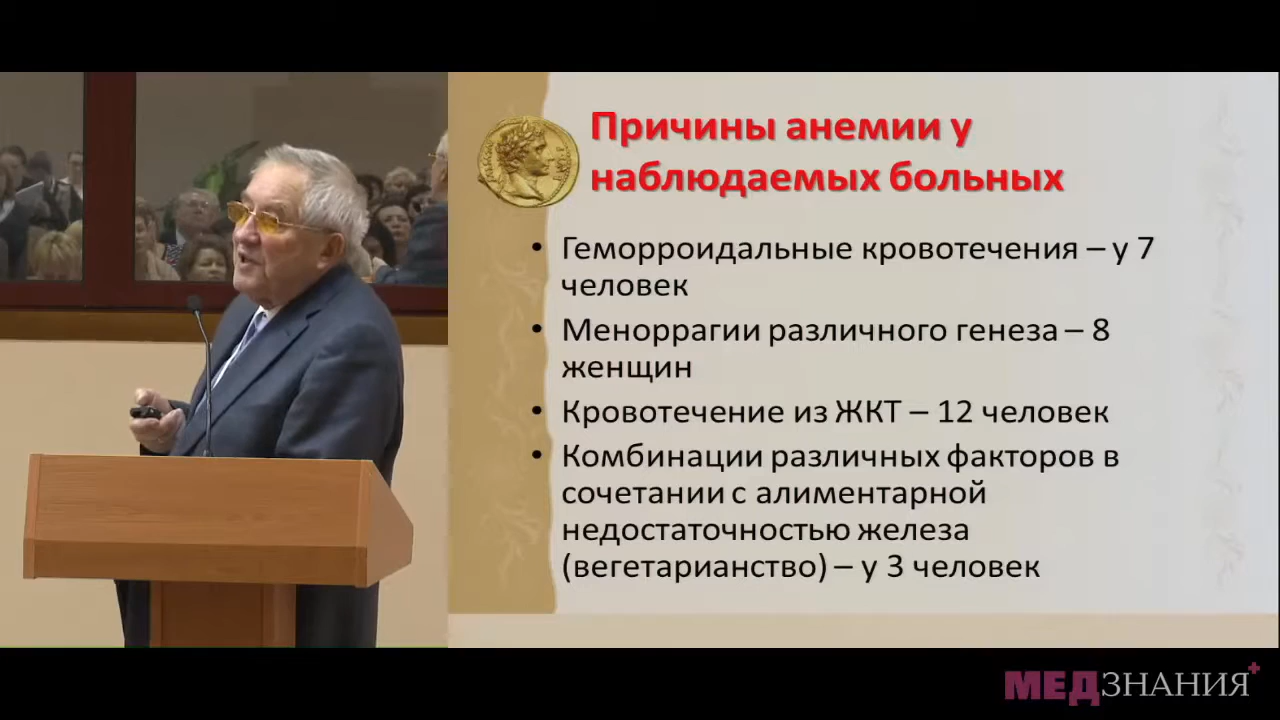 Причины анемии у
наблюдаемых больных
• Геморроидальные кровотечения – у 7
человек
• Меноррагии различного генеза – 8
женщин
• Кровотечение из ЖКТ – 12 человек
• Комбинации различных факторов в
сочетании с алиментарной
недостаточностью железа
(вегетарианство) – у 3 человек
МЕДЗНАНИЯ+